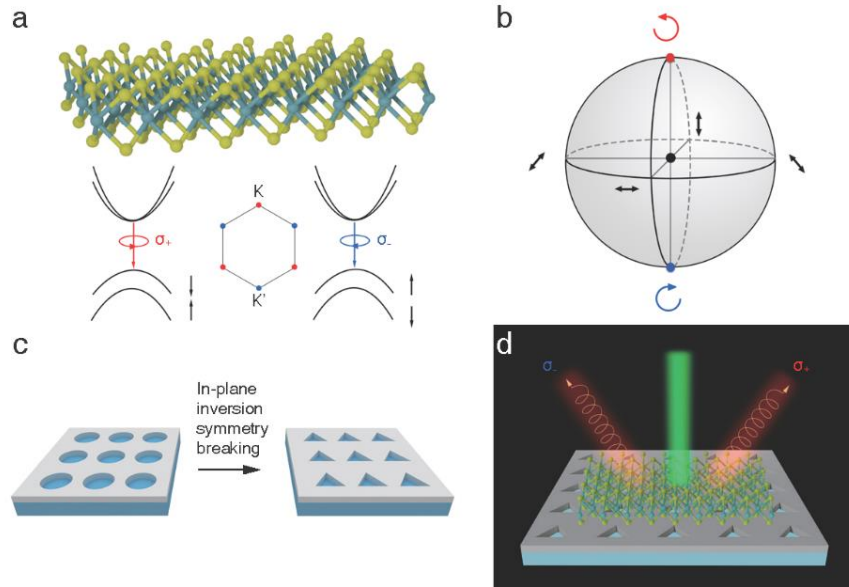 a
b
K
σ+
σ-
K'
c
In-plane
inversion
symmetry
breaking
d
σ-
σ+